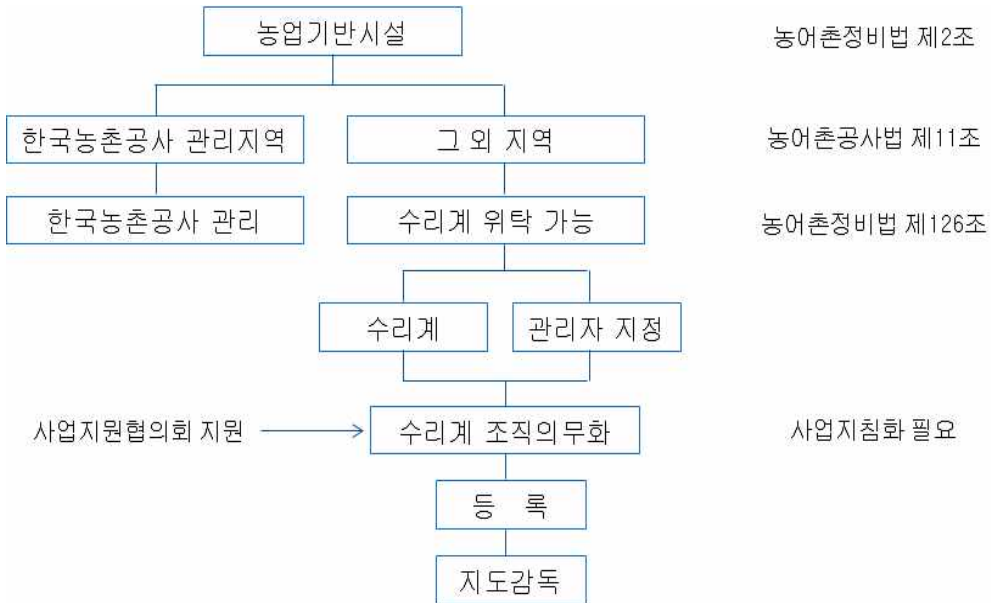 농업기반시설
농어촌정비법 제2조
한국농촌공사 관리지역
그 외 지역
농어촌공사법 제11조
한국농촌공사 관리
수리계 위탁 가능
농어촌정비법 제126조
수리계
관리자 지정
사업지원협의회 지원
수리계 조직의무화
사업지침화 필요
등 록
지도감독